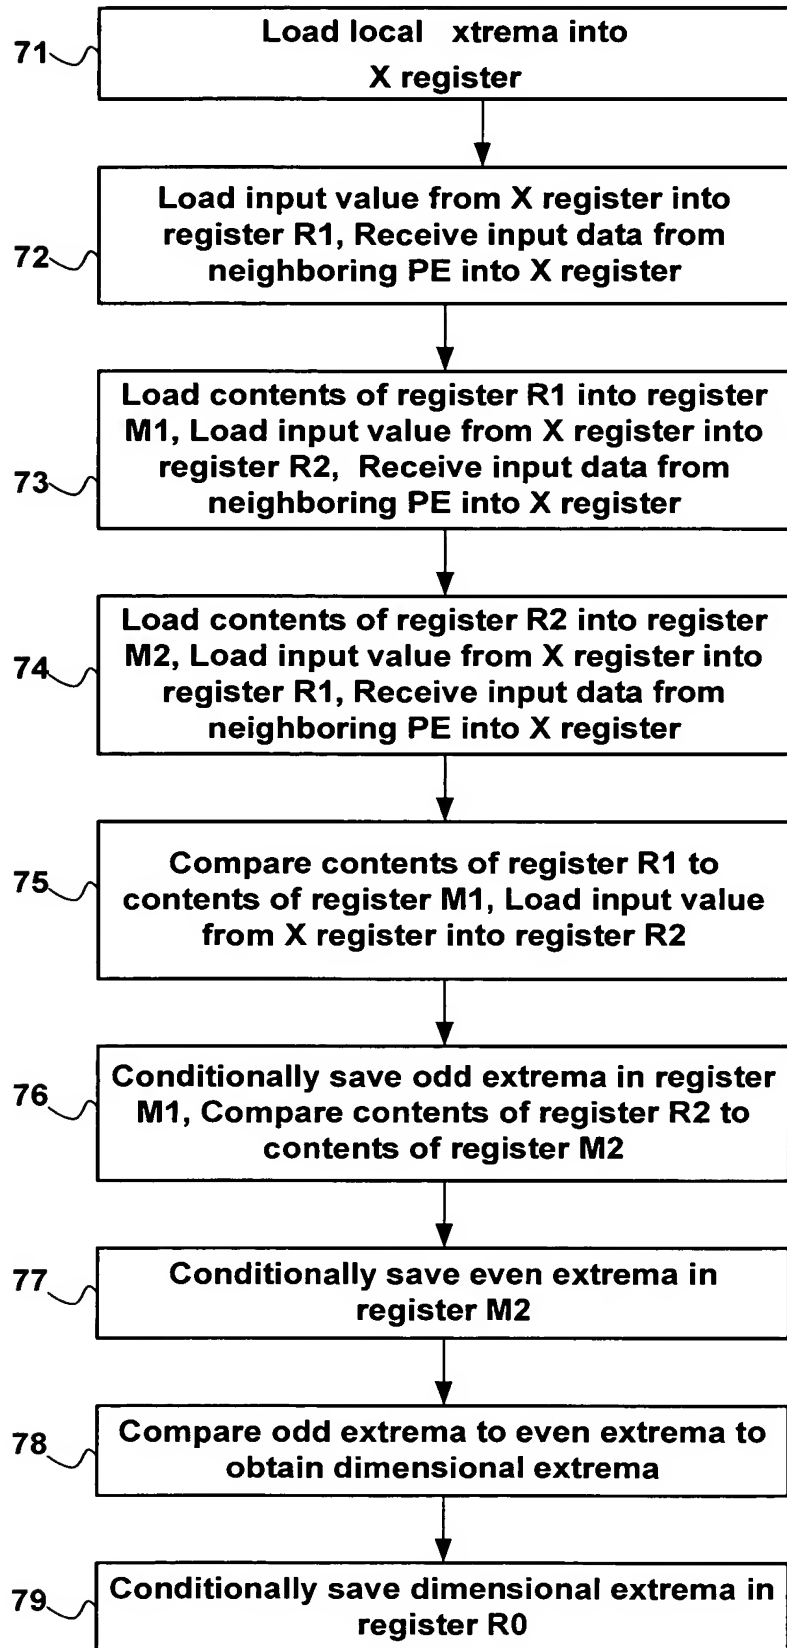 71
Load local xtrema into
X register
72
Load input value from X register into
register R1, Receive input data from
neighboring PE into X register
73
Load contents of register R1 into register
M1, Load input value from X register into
register R2, Receive input data from
neighboring PE into X register
74
Load contents of register R2 into register
M2, Load input value from X register into
register R1, Receive input data from
neighboring PE into X register
75
Compare contents of register R1 to
contents of register M1, Load input value
from X register into register R2
76
Conditionally save odd extrema in register
M1, Compare contents of register R2 to
contents of register M2
77
Conditionally save even extrema in
register M2
78
Compare odd extrema to even extrema to
obtain dimensional extrema
79
Conditionally save dimensional extrema in
register R0